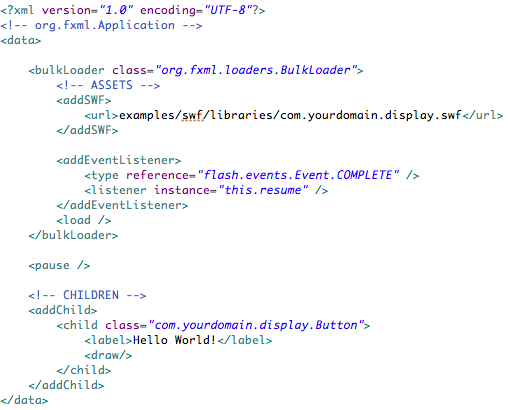 <?xml version="1.0" encoding="UTF-8"?>
<!-- org.fxml.Application -->
<data>
<bulkLoader class="org.fxml.loaders.BulkLoader">
<!-- ASSETS -->
<addSWF>
<url>examples/swf/libraries/com.yourdomain.display.swf</url>
</addSWF>
<addEventListener>
<type reference="flash.events.Event.COMPLETE" />
<listener instance="this.resume" />
</addEventListener>
<load />
</bulkLoader>
<pause />
<!-- CHILDREN -->
<addChild>
<child class="com.yourdomain.display.Button">
<label>Hello World!</label>
<draw/>
</child>
</addChild>
</data>